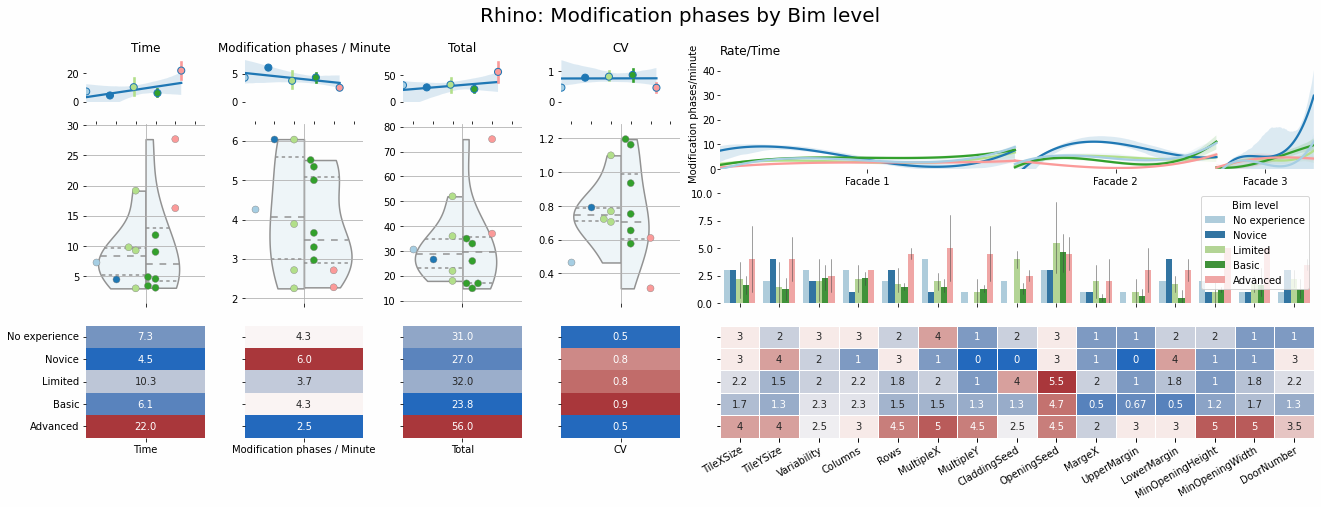 Rhino: Modification phases by Bim level
Time
Modification phases / Minute
Total
CV
Rate/Time
20
0
5
0
50
0
1
0
Modification phases/minute
40
30
20
10
0
Facade 1
Facade 2
Facade 3
30
25
20
15
10
5
6
5
4
3
2
80
70
60
50
40
30
20
10
1.2
1.0
0.8
0.6
0.4
10.0
7.5
5.0
2.5
0.0
Bim level
No experience
Novice
Limited
Basic
Advanced
No experience 7.3 4.3 31.0 0.5 3 2 3 3 2 4 1 2 3 1 1 2 2 1 1
Novice 4.5 6.0 27.0 0.8 3 4 2 1 3 1 0 0 3 1 0 4 1 1 3
Limited 10.3 3.7 32.0 0.8 2.2 1.5 2 2.2 1.8 2 1 4 5.5 2 1 1.8 1 1.8 2.2
Basic 6.1 4.3 23.8 0.9 1.7 1.3 2.3 2.3 1.5 1.5 1.3 1.3 4.7 0.5 0.67 0.5 1.2 1.7 1.3
Advanced 22.0 2.5 56.0 0.5 4 4 2.5 3 4.5 5 4.5 2.5 4.5 2 3 3 5 5 3.5
Time
Modification phases / Minute
Total
CV
TileXSize
TileYSize
Variability
Columns
Rows
MultipleX
MultipleY
CladdingSeed
OpeningSeed
MargeX
UpperMargin
LowerMargin
MinOpeningHeight
MinOpeningWidth
DoorNumber